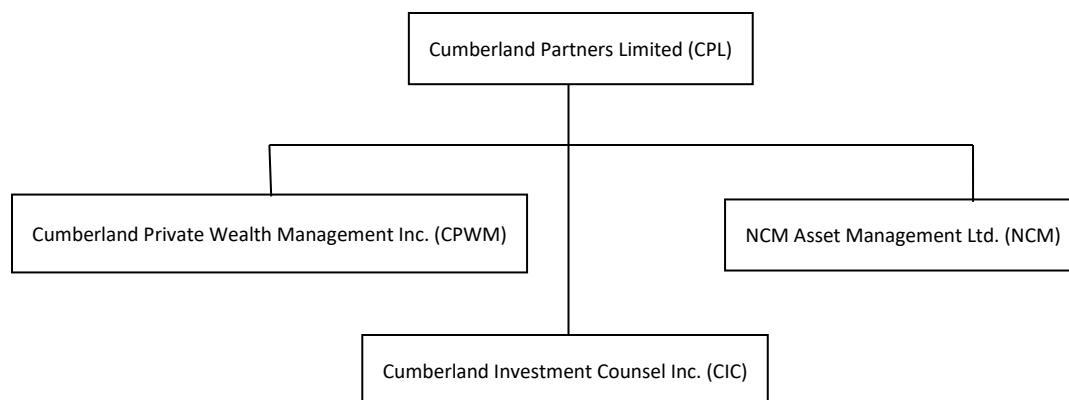 Cumberland Partners Limited (CPL)
Cumberland Private Wealth Management Inc. (CPWM)
NCM Asset Management Ltd. (NCM)
Cumberland Investment Counsel Inc. (CIC)